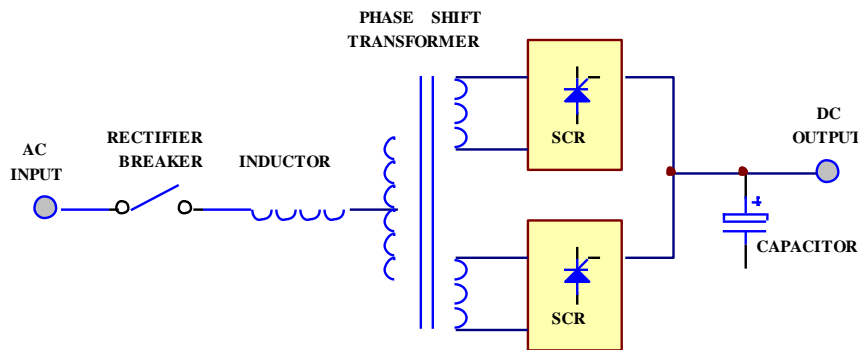 PHASE SHIFT
TRANSFORMER
AC
INPUT
RECTIFIER
BREAKER
INDUCTOR
SCR
DC
OUTPUT
+
CAPACITOR
SCR